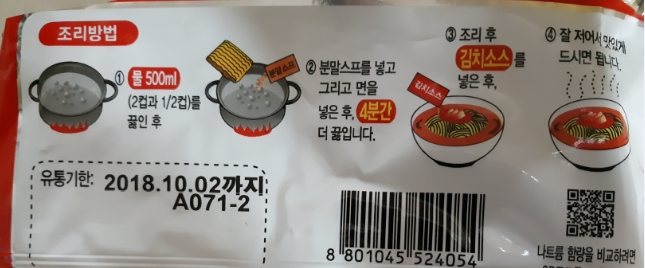 조리방법
① 물 500ml
(2컵과 1/2컵)를
끓인 후
분말스프
② 분말스프를 넣고
그리고 면을
넣은 후, 4분간
더 끓입니다.
③ 조리 후
김치소스를
넣은 후,
김치소스
④ 잘 저어서 맛있게
드시면 됩니다.
유통기한: 2018.10.02까지
A071-2
8 801045 524054
나트륨 함량을 비교하려면